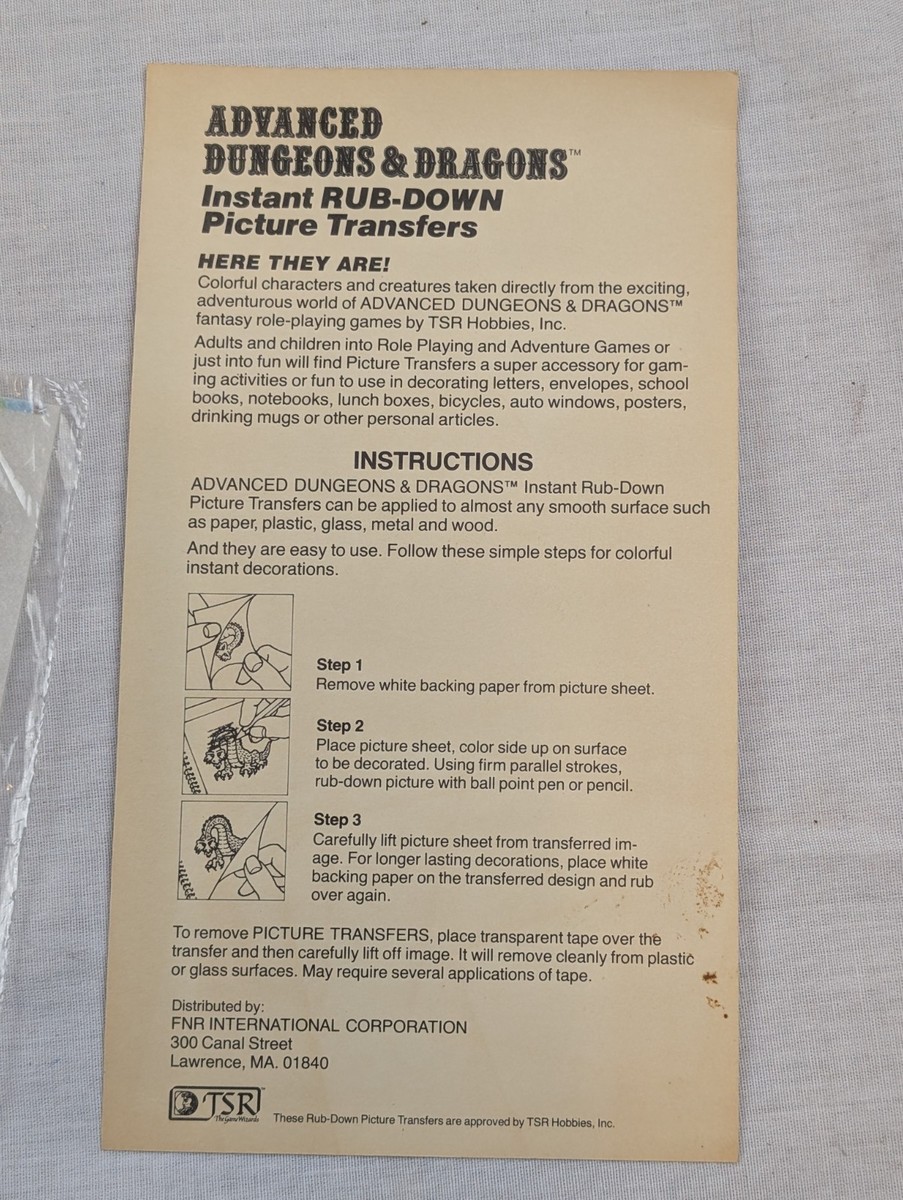 ADVANCED
DUNGEONS & DRAGONS™
Instant RUB-DOWN
Picture Transfers
HERE THEY ARE!
Colorful characters and creatures taken directly from the exciting,
adventurous world of ADVANCED DUNGEONS & DRAGONS™
fantasy role-playing games by TSR Hobbies, Inc.
Adults and children into Role Playing and Adventure Games or
just into fun will find Picture Transfers a super accessory for gam-
ing activities or fun to use in decorating letters, envelopes, school
books, notebooks, lunch boxes, bicycles, auto windows, posters,
drinking mugs or other personal articles.
INSTRUCTIONS
ADVANCED DUNGEONS & DRAGONS™ Instant Rub-Down
Picture Transfers can be applied to almost any smooth surface such
as paper, plastic, glass, metal and wood.
And they are easy to use. Follow these simple steps for colorful
instant decorations.
Step 1
Remove white backing paper from picture sheet.
Step 2
Place picture sheet, color side up on surface
to be decorated. Using firm parallel strokes,
rub-down picture with ball point pen or pencil.
Step 3
Carefully lift picture sheet from transferred im-
age. For longer lasting decorations, place white
backing paper on the transferred design and rub
over again.
To remove PICTURE TRANSFERS, place transparent tape over the
transfer and then carefully lift off image. It will remove cleanly from plastic
or glass surfaces. May require several applications of tape.
Distributed by:
FNR INTERNATIONAL CORPORATION
300 Canal Street
Lawrence, MA. 01840
TSR™
The Game Wizards
These Rub-Down Picture Transfers are approved by TSR Hobbies, Inc.